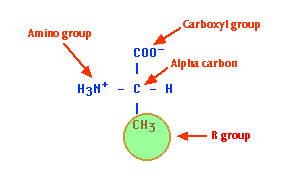 Carboxyl group
Amino group
COO⁻
Alpha carbon
H₃N⁺ – C – H
CH₃
R group